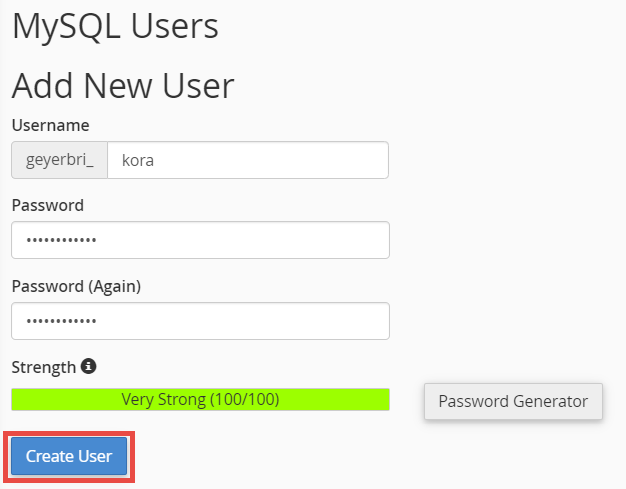 MySQL Users
Add New User
Username
geyerbri_ kora
Password
••••••••••••
Password (Again)
••••••••••••
Strength
Very Strong (100/100)
Password Generator
Create User